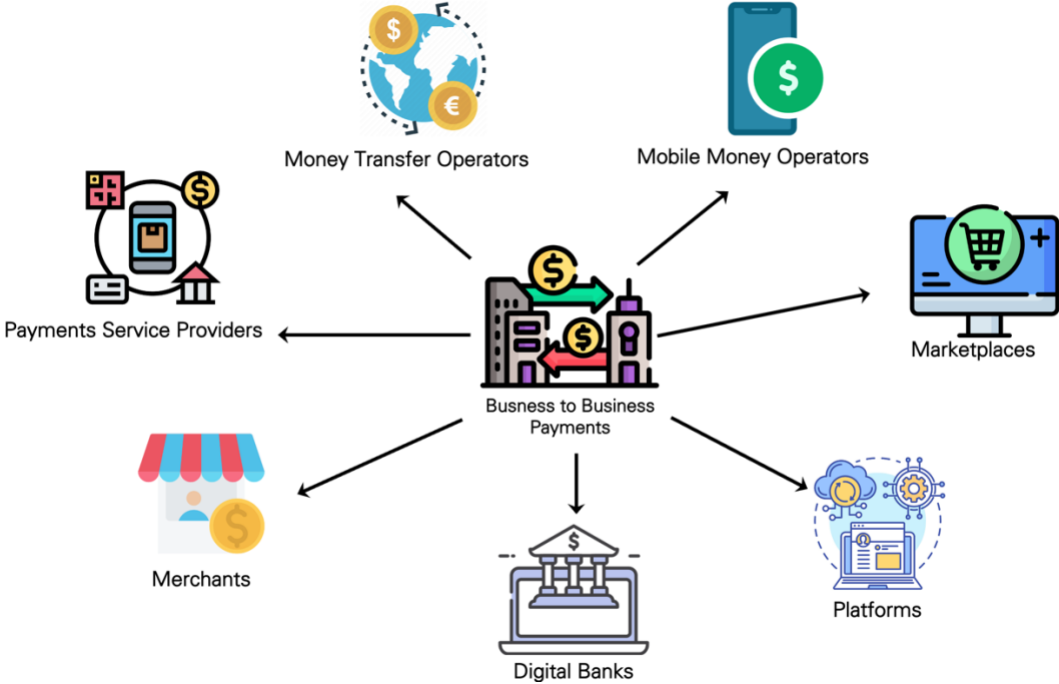 $
€
$
Money Transfer Operators
Mobile Money Operators
$
Payments Service Providers
$
$
Marketplaces
Busness to Business
Payments
$
Merchants
$
Digital Banks
Platforms